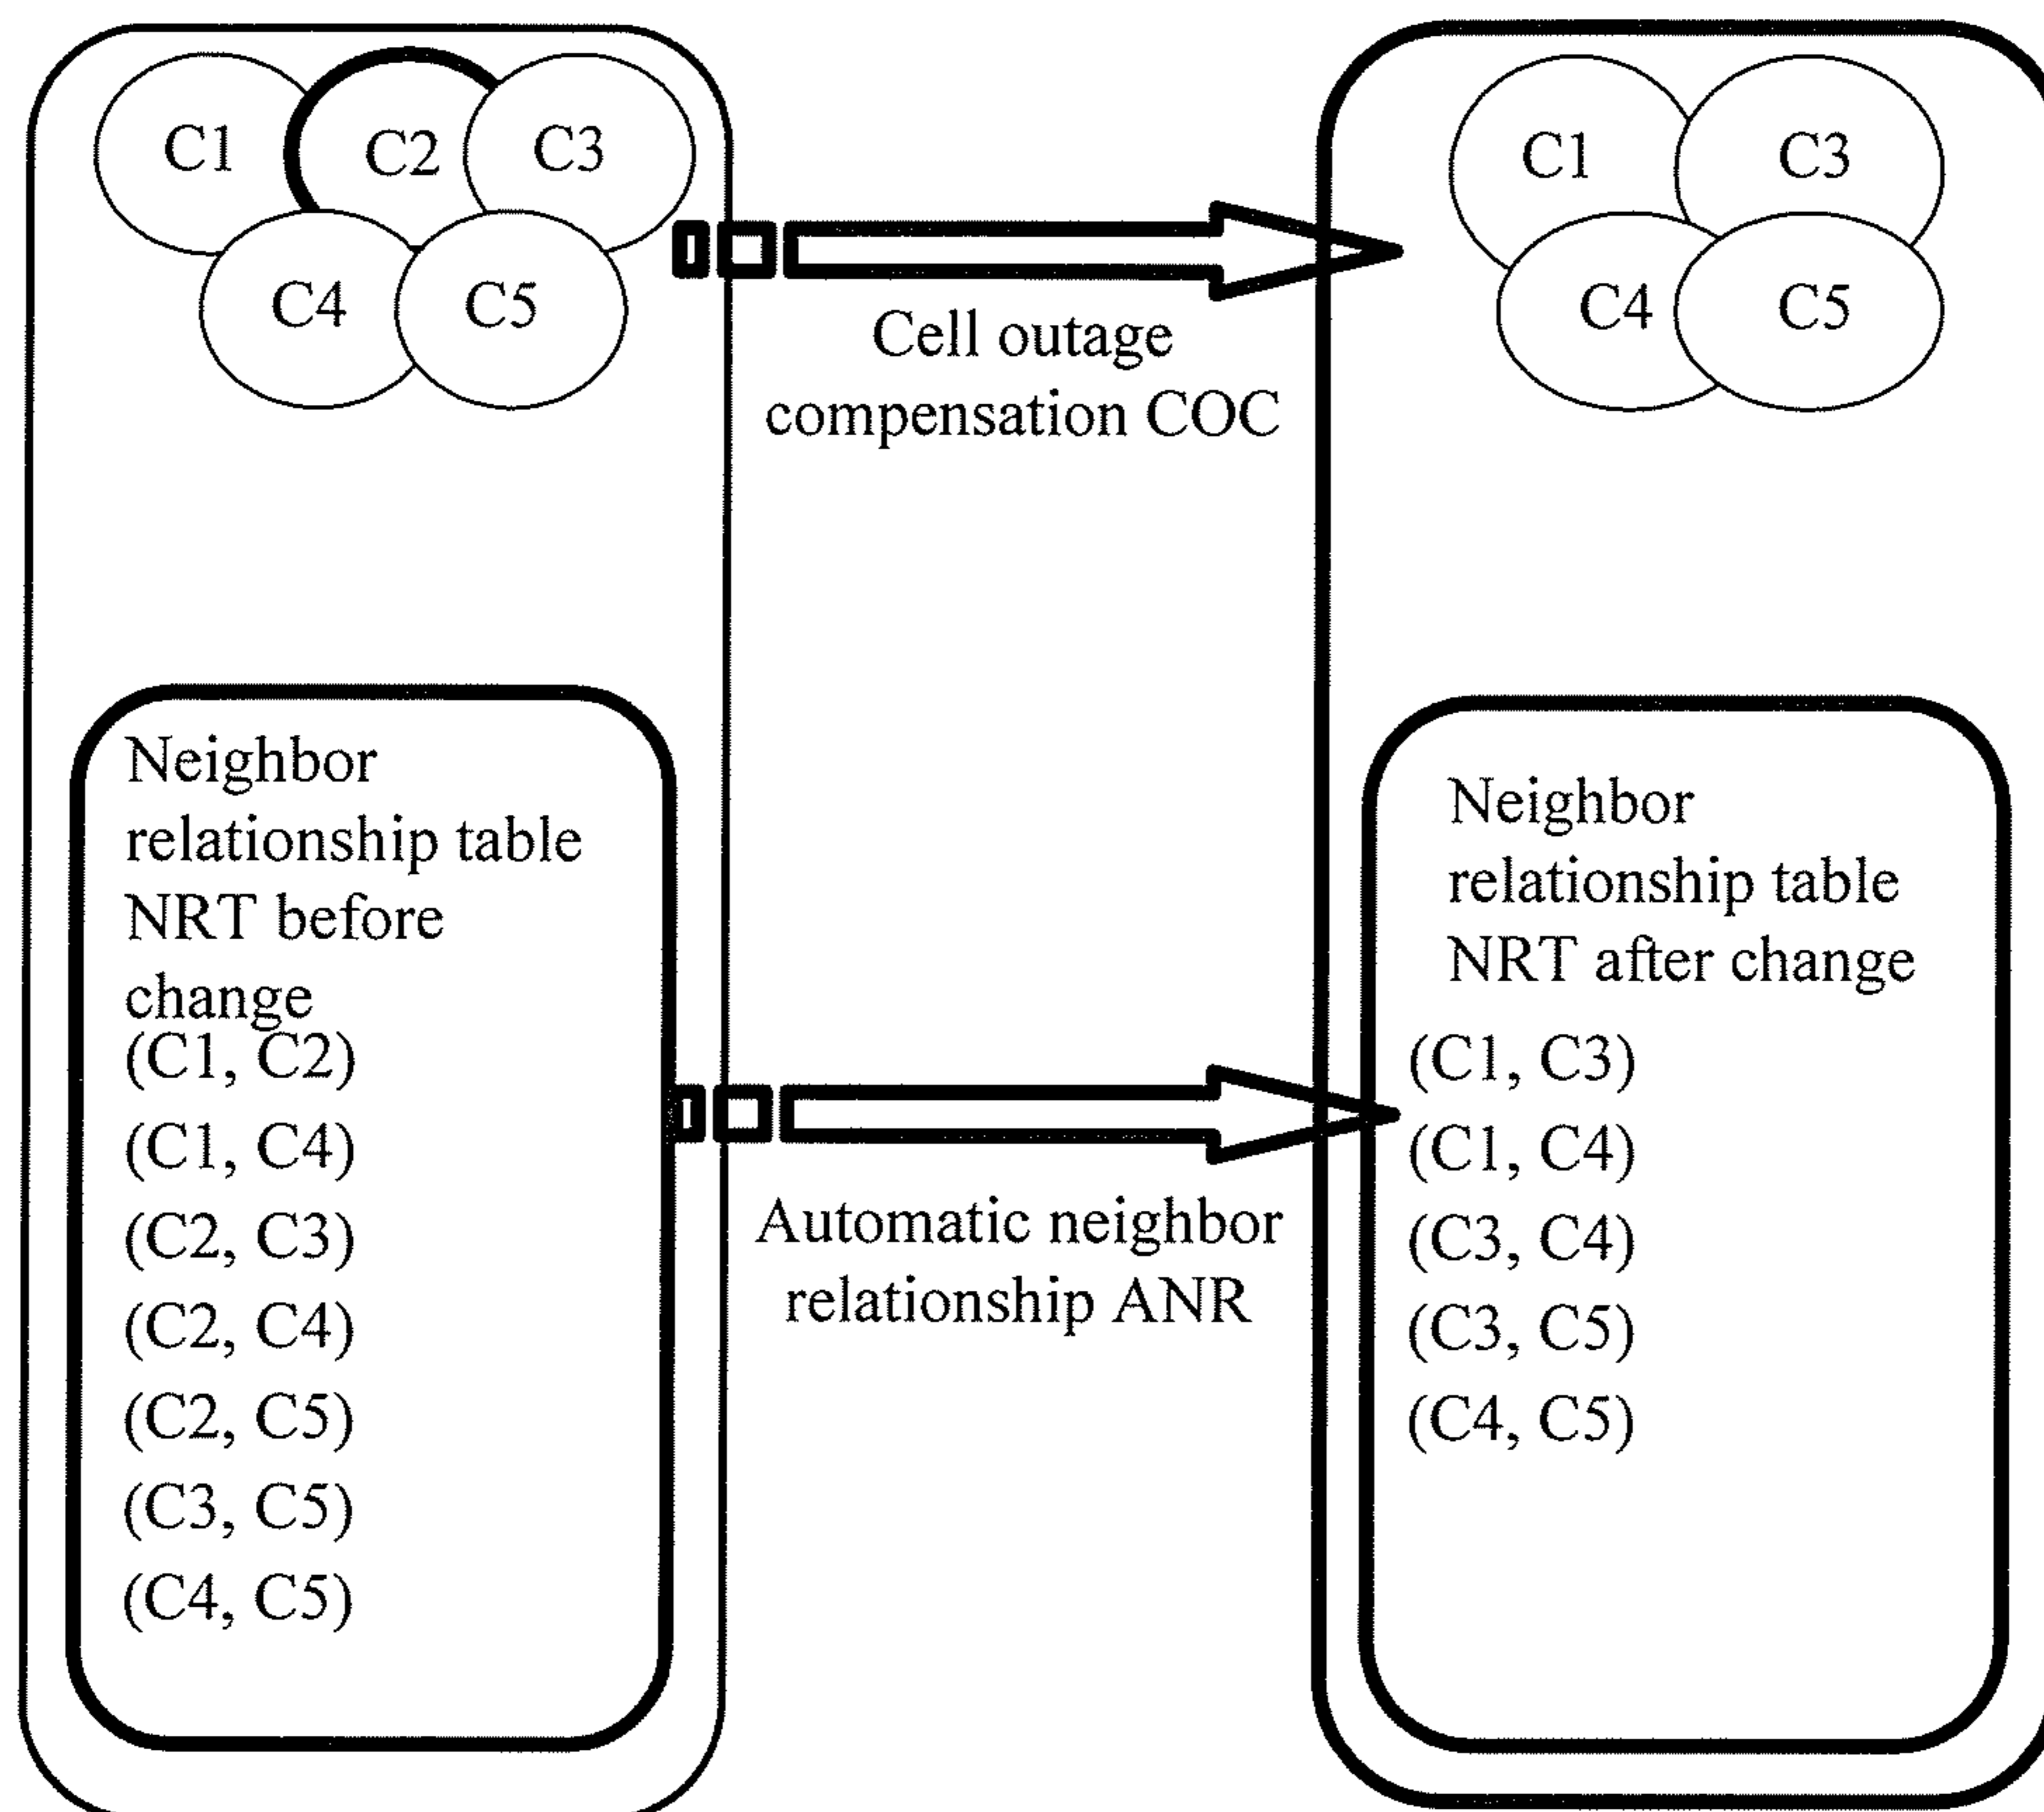 C1
C2
C3
C4
C5
Cell outage
compensation COC
C1
C3
C4
C5
Neighbor
relationship table
NRT before
change
(C1, C2)
(C1, C4)
(C2, C3)
(C2, C4)
(C2, C5)
(C3, C5)
(C4, C5)
Automatic neighbor
relationship ANR
Neighbor
relationship table
NRT after change
(C1, C3)
(C1, C4)
(C3, C4)
(C3, C5)
(C4, C5)